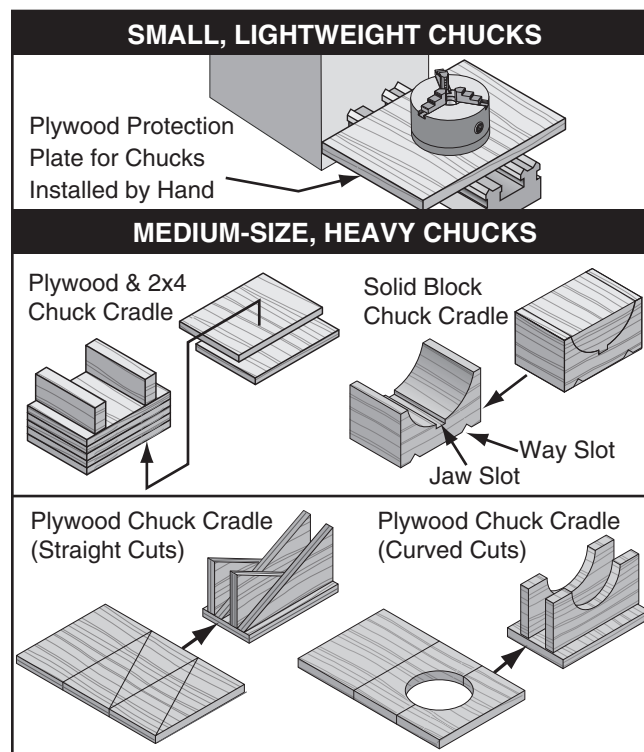 SMALL, LIGHTWEIGHT CHUCKS
Plywood Protection
Plate for Chucks
Installed by Hand
MEDIUM-SIZE, HEAVY CHUCKS
Plywood & 2x4
Chuck Cradle
Solid Block
Chuck Cradle
Way Slot
Jaw Slot
Plywood Chuck Cradle
(Straight Cuts)
Plywood Chuck Cradle
(Curved Cuts)